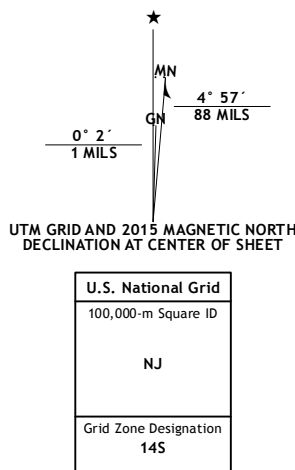 ★
MN
4° 57´
88 MILS
GN
0° 2´
1 MILS
UTM GRID AND 2015 MAGNETIC NORTH
DECLINATION AT CENTER OF SHEET
U.S. National Grid
100,000-m Square ID
NJ
Grid Zone Designation
14S